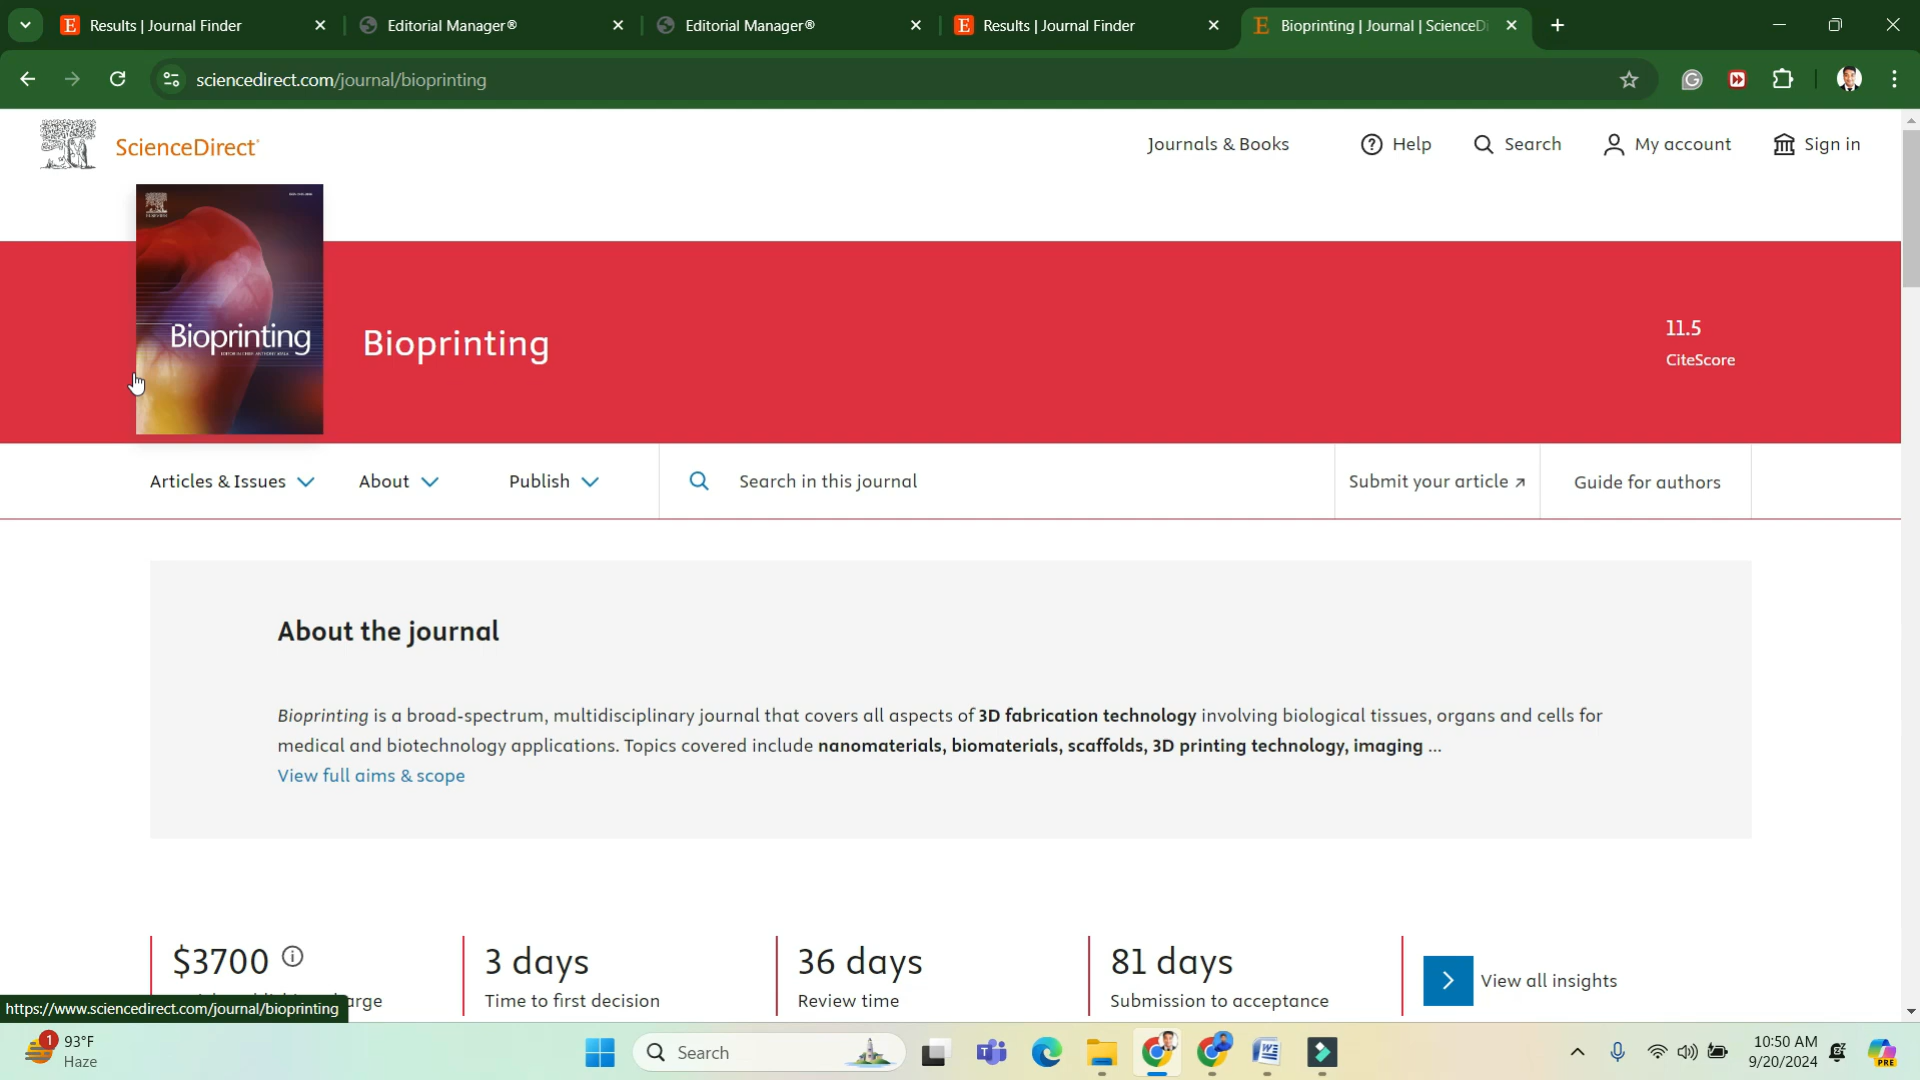 Results | Journal Finder
Editorial Manager®
Editorial Manager®
Results | Journal Finder
Bioprinting | Journal | ScienceDi
sciencedirect.com/journal/bioprinting
ScienceDirect®
Journals & Books
Help
Search
My account
Sign in
ELSEVIER
Bioprinting
Bioprinting
11.5
CiteScore
Articles & Issues
About
Publish
Search in this journal
Submit your article
Guide for authors
About the journal
Bioprinting is a broad-spectrum, multidisciplinary journal that covers all aspects of 3D fabrication technology involving biological tissues, organs and cells for
medical and biotechnology applications. Topics covered include nanomaterials, biomaterials, scaffolds, 3D printing technology, imaging ...
View full aims & scope
$3700
3 days
Time to first decision
36 days
Review time
81 days
Submission to acceptance
View all insights
https://www.sciencedirect.com/journal/bioprinting
1
93°F
Haze
Search
10:50 AM
9/20/2024
PRE